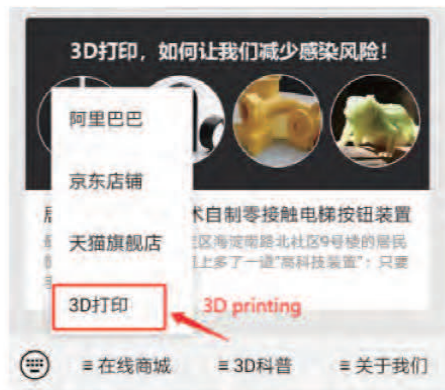 3D打印，如何让我们减少感染风险！
阿里巴巴
京东店铺
天猫旗舰店
3D打印
术自制零接触电梯按钮装置
区海淀南路北社区9号楼的居民
上多了一道"高科技装置"：只要
3D printing
≡ 在线商城
≡ 3D科普
≡ 关于我们